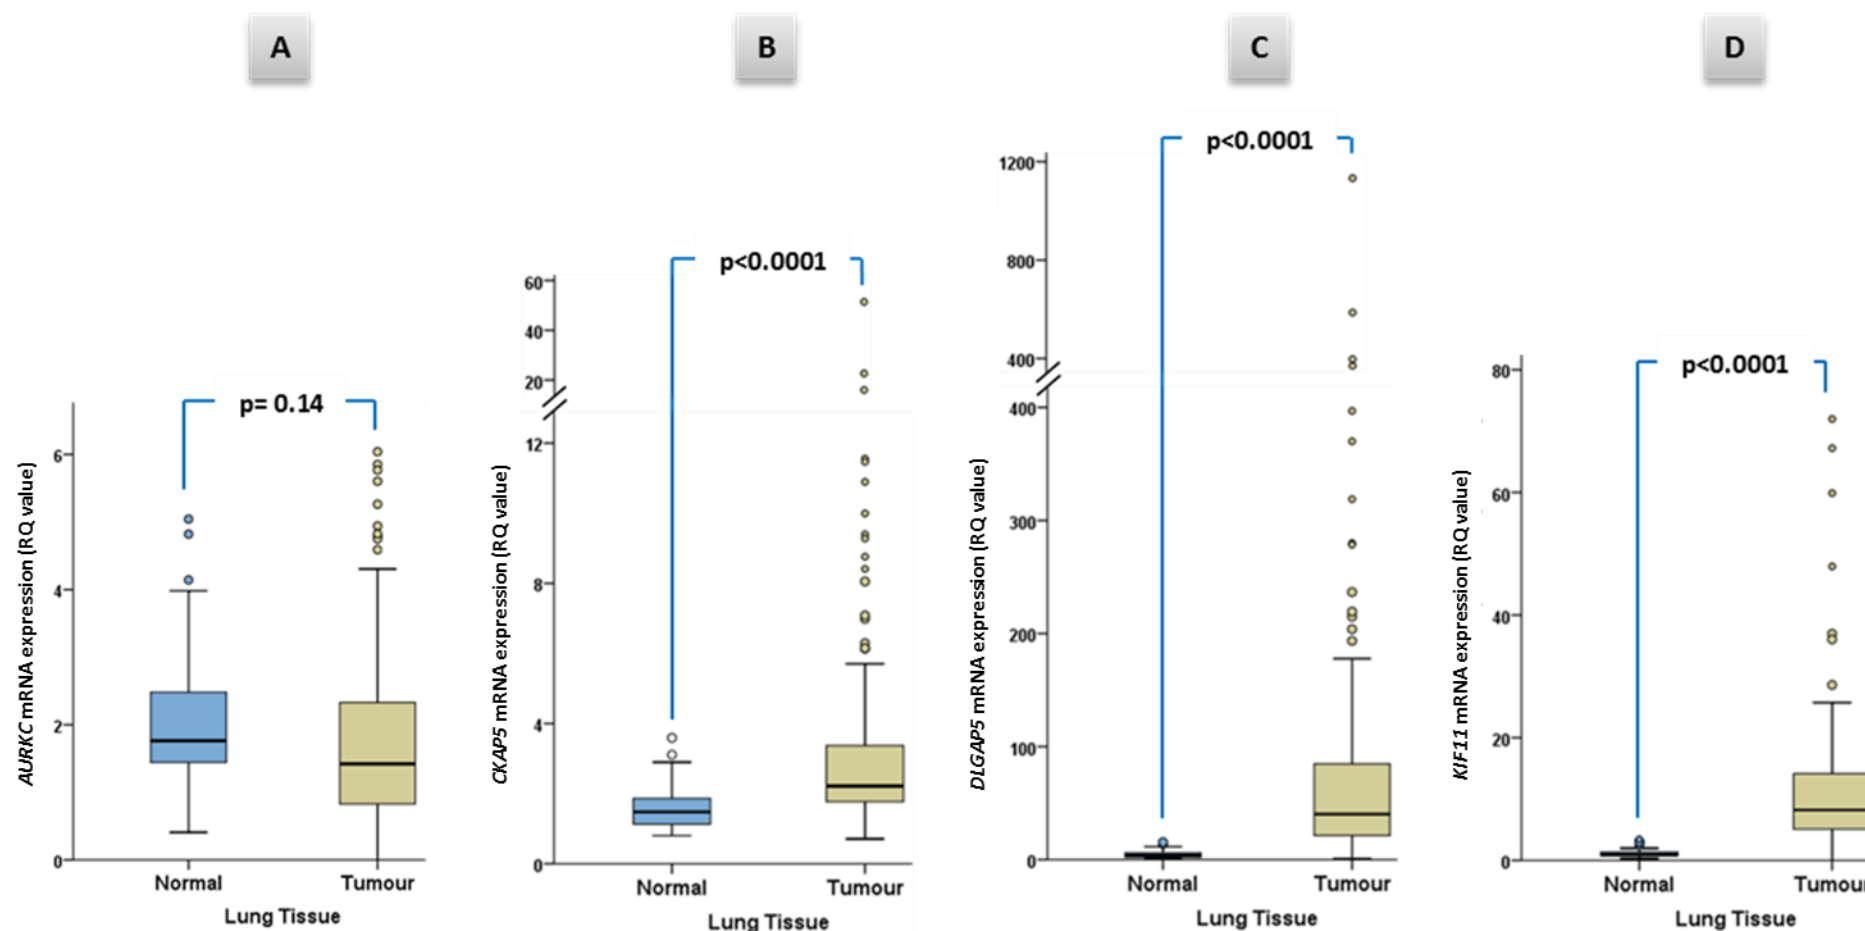 A
B
C
D
p= 0.14
p<0.0001
p<0.0001
p<0.0001
AURKC mRNA expression (RQ value)
6
4
2
0
Normal
Tumour
Lung Tissue
CKAP5 mRNA expression (RQ value)
60
40
20
12
8
4
0
Normal
Tumour
Lung Tissue
DLGAP5 mRNA expression (RQ value)
1200
800
400
400
300
200
100
0
Normal
Tumour
Lung Tissue
KIF11 mRNA expression (RQ value)
80
60
40
20
0
Normal
Tumour
Lung Tissue